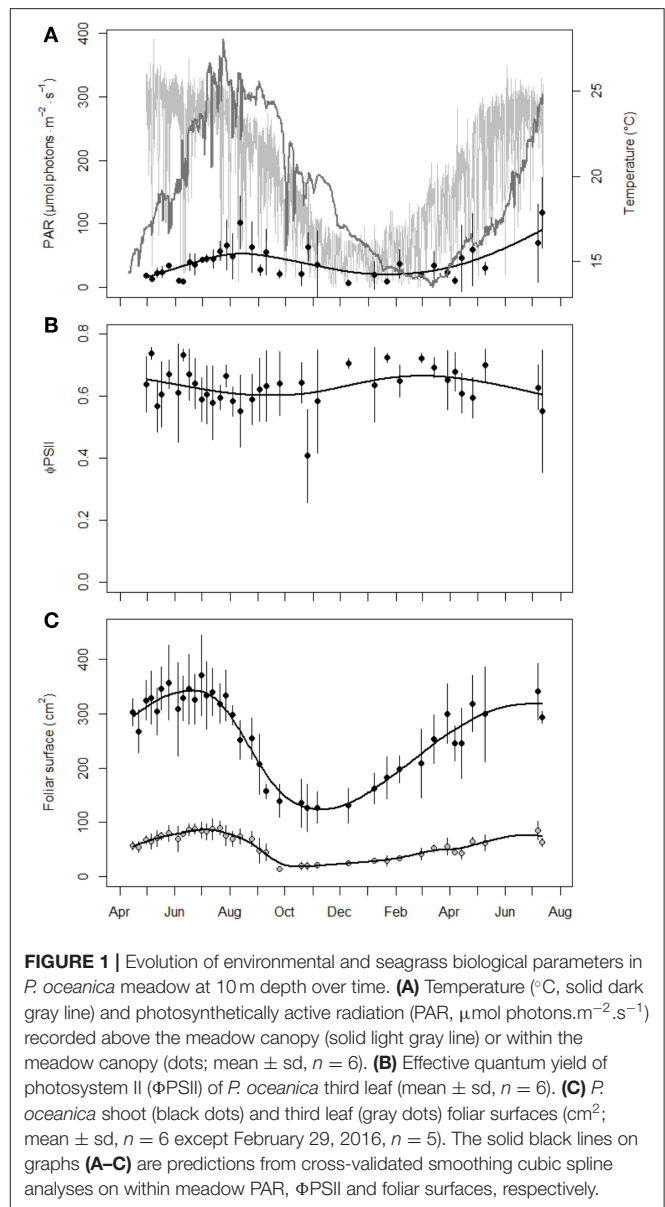 A
400
300
200
100
0
PAR (μmol photons·m⁻²·s⁻¹)
25
20
15
Temperature (°C)
B
0.8
0.6
0.4
0.2
0.0
ϕPSII
C
400
300
200
100
0
Foliar surface (cm²)
Apr Jun Aug Oct Dec Feb Apr Jun Aug
FIGURE 1 | Evolution of environmental and seagrass biological parameters in
P. oceanica meadow at 10 m depth over time. (A) Temperature (°C, solid dark
gray line) and photosynthetically active radiation (PAR, μmol photons.m⁻².s⁻¹)
recorded above the meadow canopy (solid light gray line) or within the
meadow canopy (dots; mean ± sd, n = 6). (B) Effective quantum yield of
photosystem II (ΦPSII) of P. oceanica third leaf (mean ± sd, n = 6). (C) P.
oceanica shoot (black dots) and third leaf (gray dots) foliar surfaces (cm²;
mean ± sd, n = 6 except February 29, 2016, n = 5). The solid black lines on
graphs (A–C) are predictions from cross-validated smoothing cubic spline
analyses on within meadow PAR, ΦPSII and foliar surfaces, respectively.